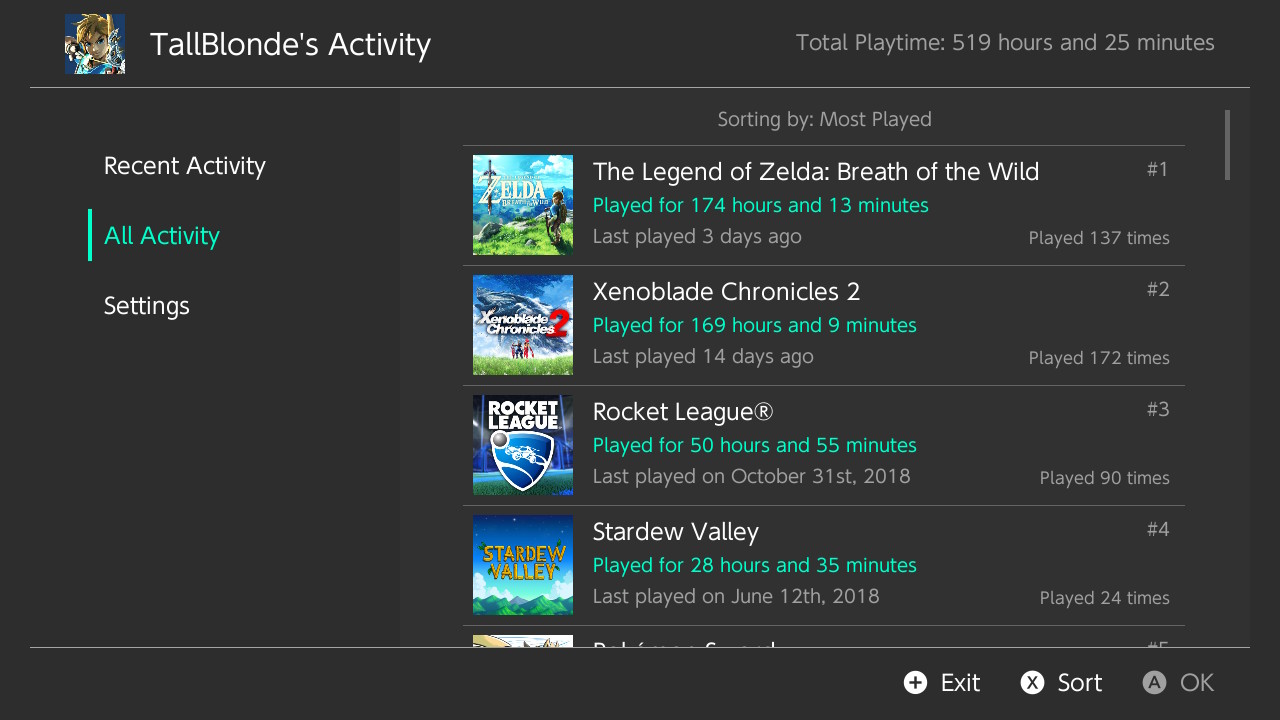 TallBlonde's Activity
Total Playtime: 519 hours and 25 minutes
Recent Activity
All Activity
Settings
Sorting by: Most Played
ZELDA
BREATH OF THE WILD
The Legend of Zelda: Breath of the Wild
#1
Played for 174 hours and 13 minutes
Last played 3 days ago
Played 137 times
Xenoblade
Chronicles 2
Xenoblade Chronicles 2
#2
Played for 169 hours and 9 minutes
Last played 14 days ago
Played 172 times
ROCKET
LEAGUE
Rocket League®
#3
Played for 50 hours and 55 minutes
Last played on October 31st, 2018
Played 90 times
STARDEW
VALLEY
Stardew Valley
#4
Played for 28 hours and 35 minutes
Last played on June 12th, 2018
Played 24 times
Pokémon Sword
#5
+ Exit
X Sort
A OK